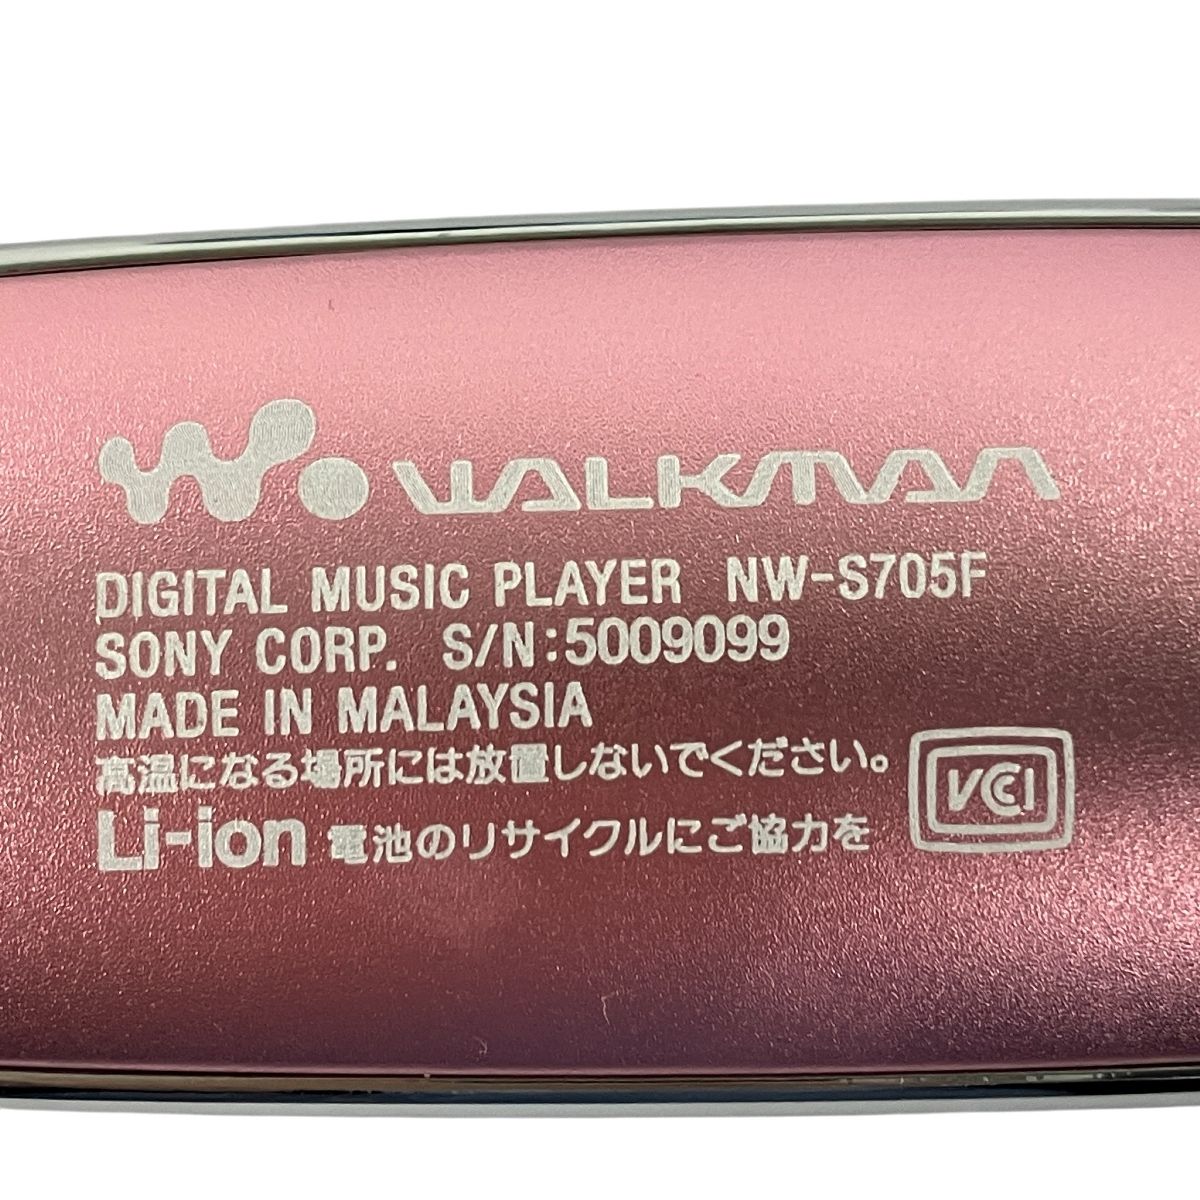 WALKMAN
DIGITAL MUSIC PLAYER NW-S705F
SONY CORP. S/N:5009099
MADE IN MALAYSIA
高温になる場所には放置しないでください。
Li-ion 電池のリサイクルにご協力を
VCCI